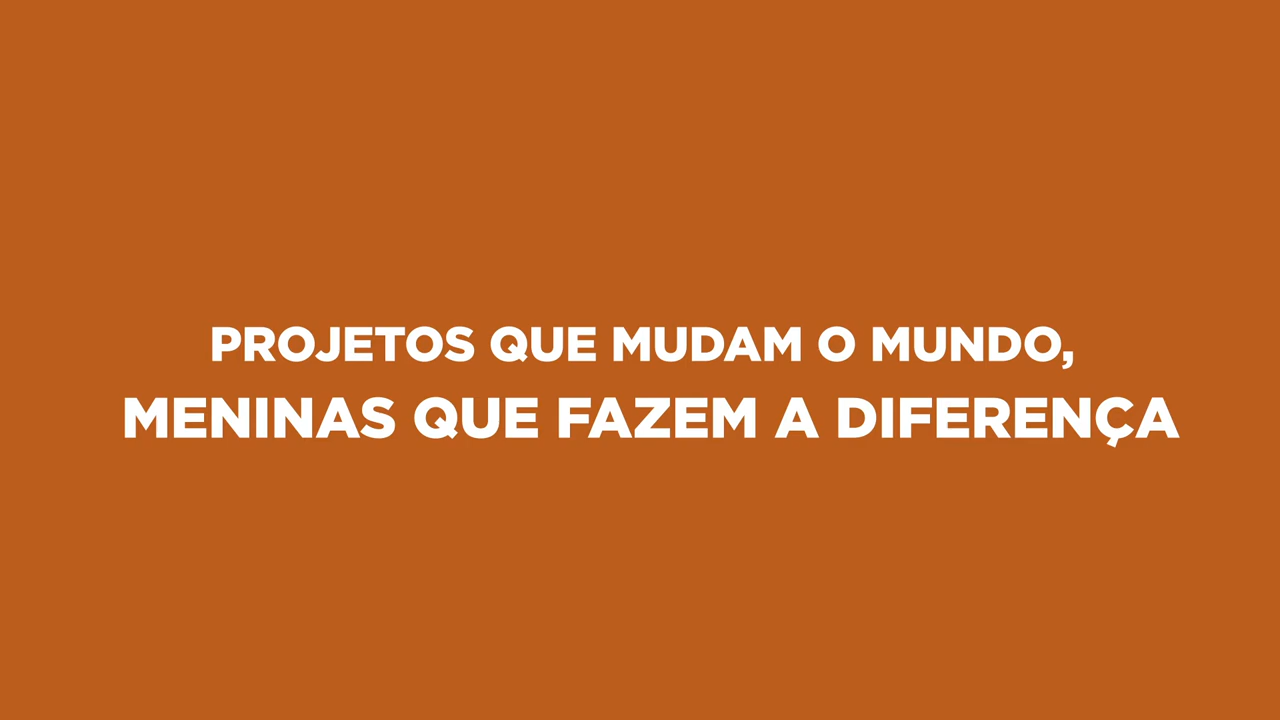 PROJETOS QUE MUDAM O MUNDO,
MENINAS QUE FAZEM A DIFERENÇA